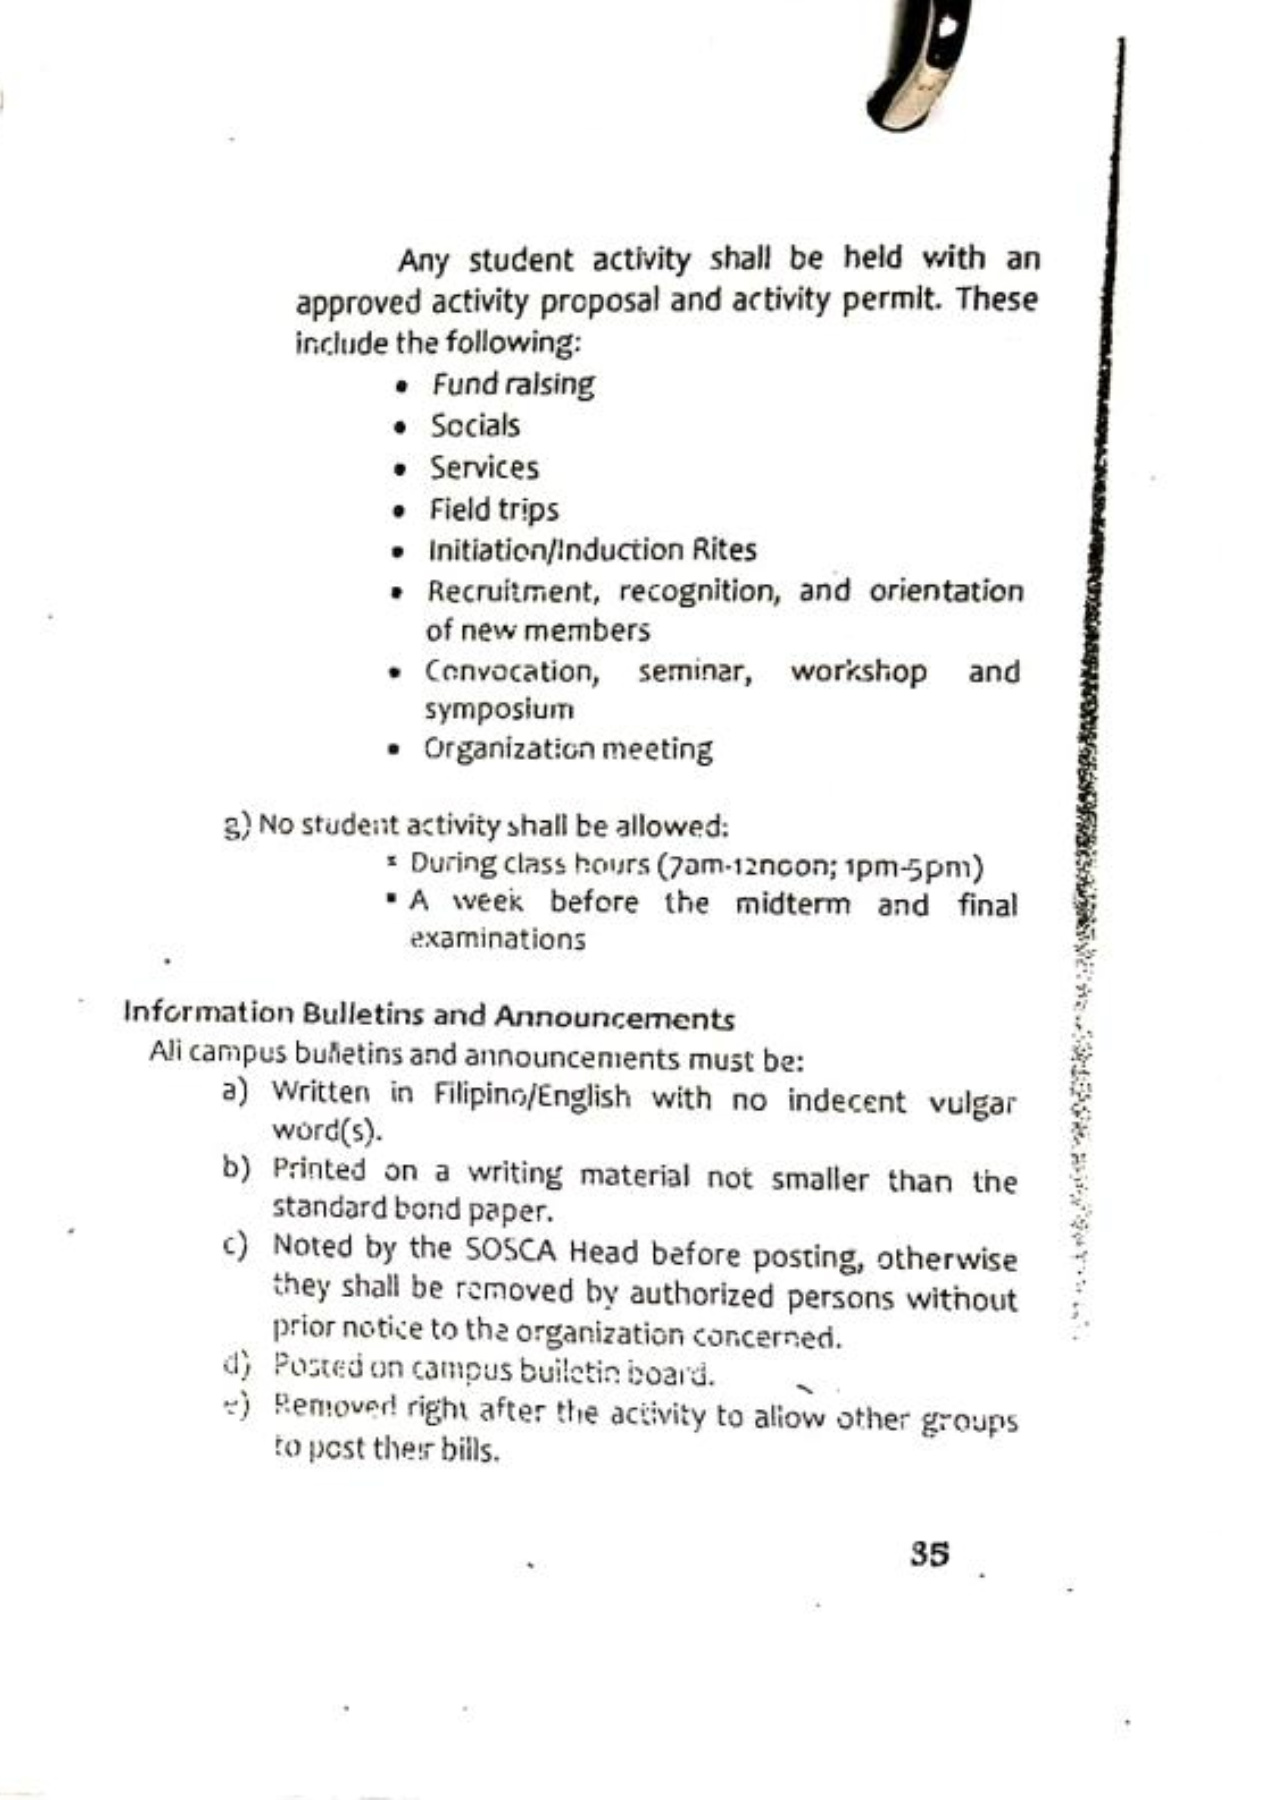 Any student activity shall be held with an
approved activity proposal and activity permit. These
include the following:
• Fund raising
• Socials
• Services
• Field trips
• Initiation/Induction Rites
• Recruitment, recognition, and orientation
of new members
• Convocation, seminar, workshop and
symposium
• Organization meeting
g) No student activity shall be allowed:
▪ During class hours (7am-12noon; 1pm-5pm)
▪ A week before the midterm and final
examinations
Information Bulletins and Announcements
All campus bulletins and announcements must be:
a) Written in Filipino/English with no indecent vulgar
word(s).
b) Printed on a writing material not smaller than the
standard bond paper.
c) Noted by the SOSCA Head before posting, otherwise
they shall be removed by authorized persons without
prior notice to the organization concerned.
d) Posted on campus bulletin board.
e) Removed right after the activity to allow other groups
to post their bills.
35